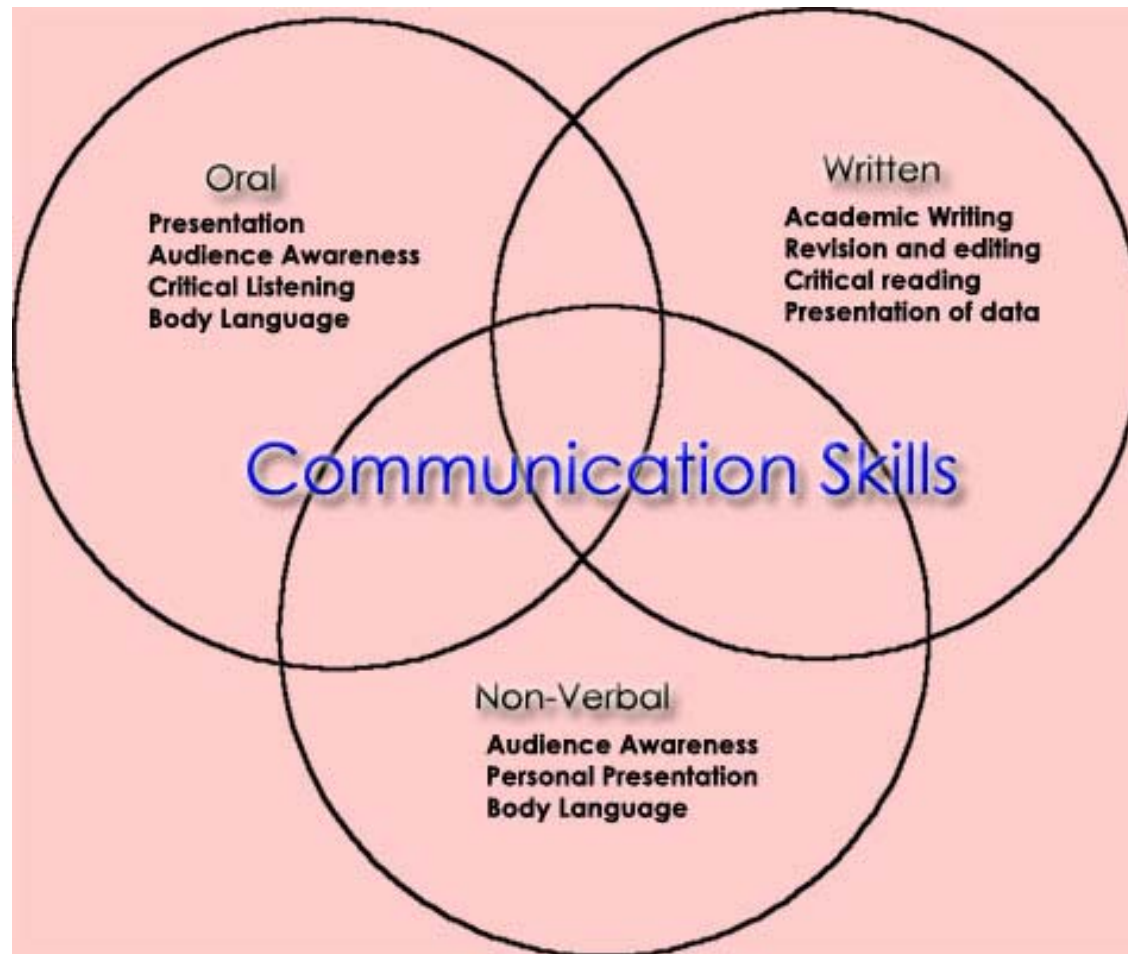 Oral
Presentation
Audience Awareness
Critical Listening
Body Language
Written
Academic Writing
Revision and editing
Critical reading
Presentation of data
Communication Skills
Non-Verbal
Audience Awareness
Personal Presentation
Body Language